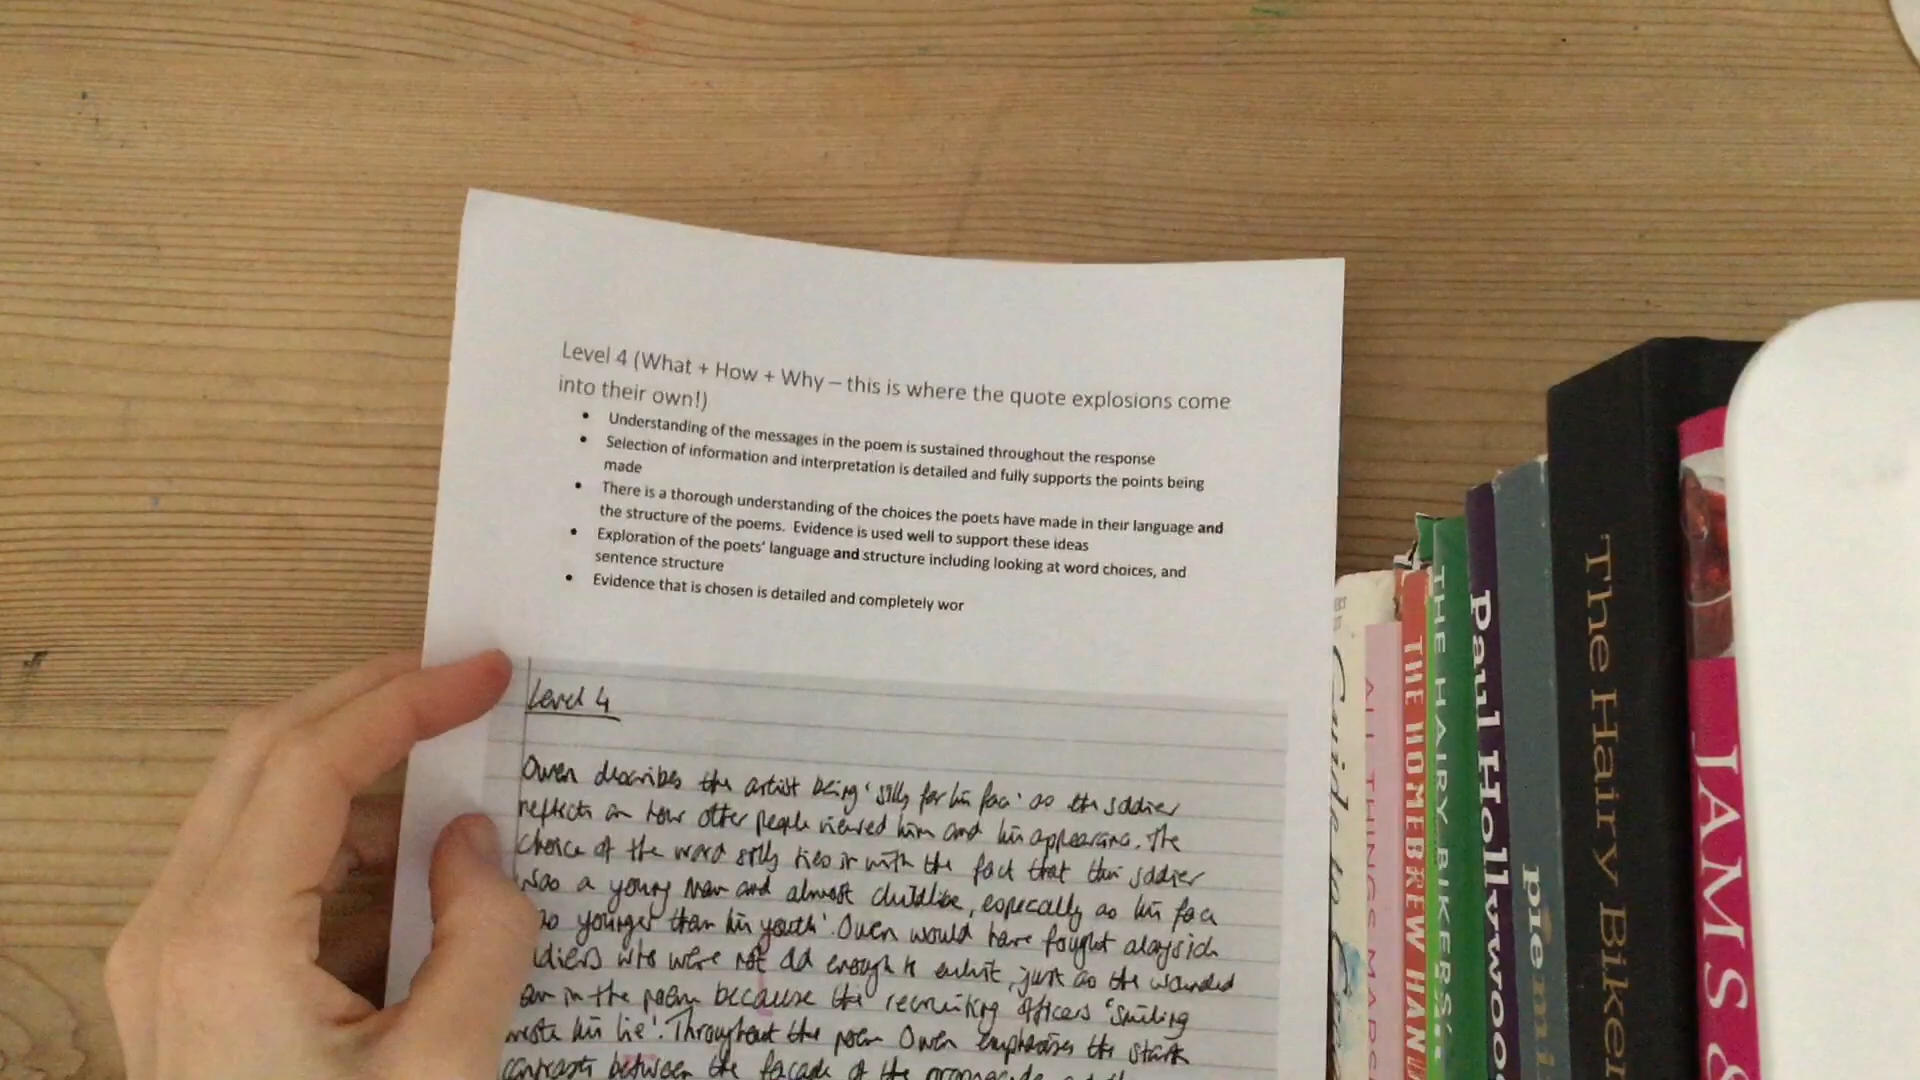 Level 4 (What + How + Why – this is where the quote explosions come
into their own!)
• Understanding of the messages in the poem is sustained throughout the response
• Selection of information and interpretation is detailed and fully supports the points being
made
• There is a thorough understanding of the choices the poets have made in their language and
the structure of the poems. Evidence is used well to support these ideas
• Exploration of the poets' language and structure including looking at word choices, and
sentence structure
• Evidence that is chosen is detailed and completely wor
Level 4
Owen describes the artist being 'silly for his face' as the soldier
reflects on how other people viewed him and his appearance. The
choice of the word silly ties in with the fact that this soldier
was a young man and almost childlike, especially as his face
younger than his youth'. Owen would have fought alongside
ldiers who were not old enough to enlist, just as the wounded
in the poem because the recruiting officers 'smiling
wrote his lie'. Throughout the poem Owen emphasises the stark
contrast between the facade of the propaganda
Guide to
ALL THINGS MARS
THE HOMEBREW HAN
THE HAIRY BIKERS'
Paul Hollywoo
pie
The Hairy Biker
JAMS &